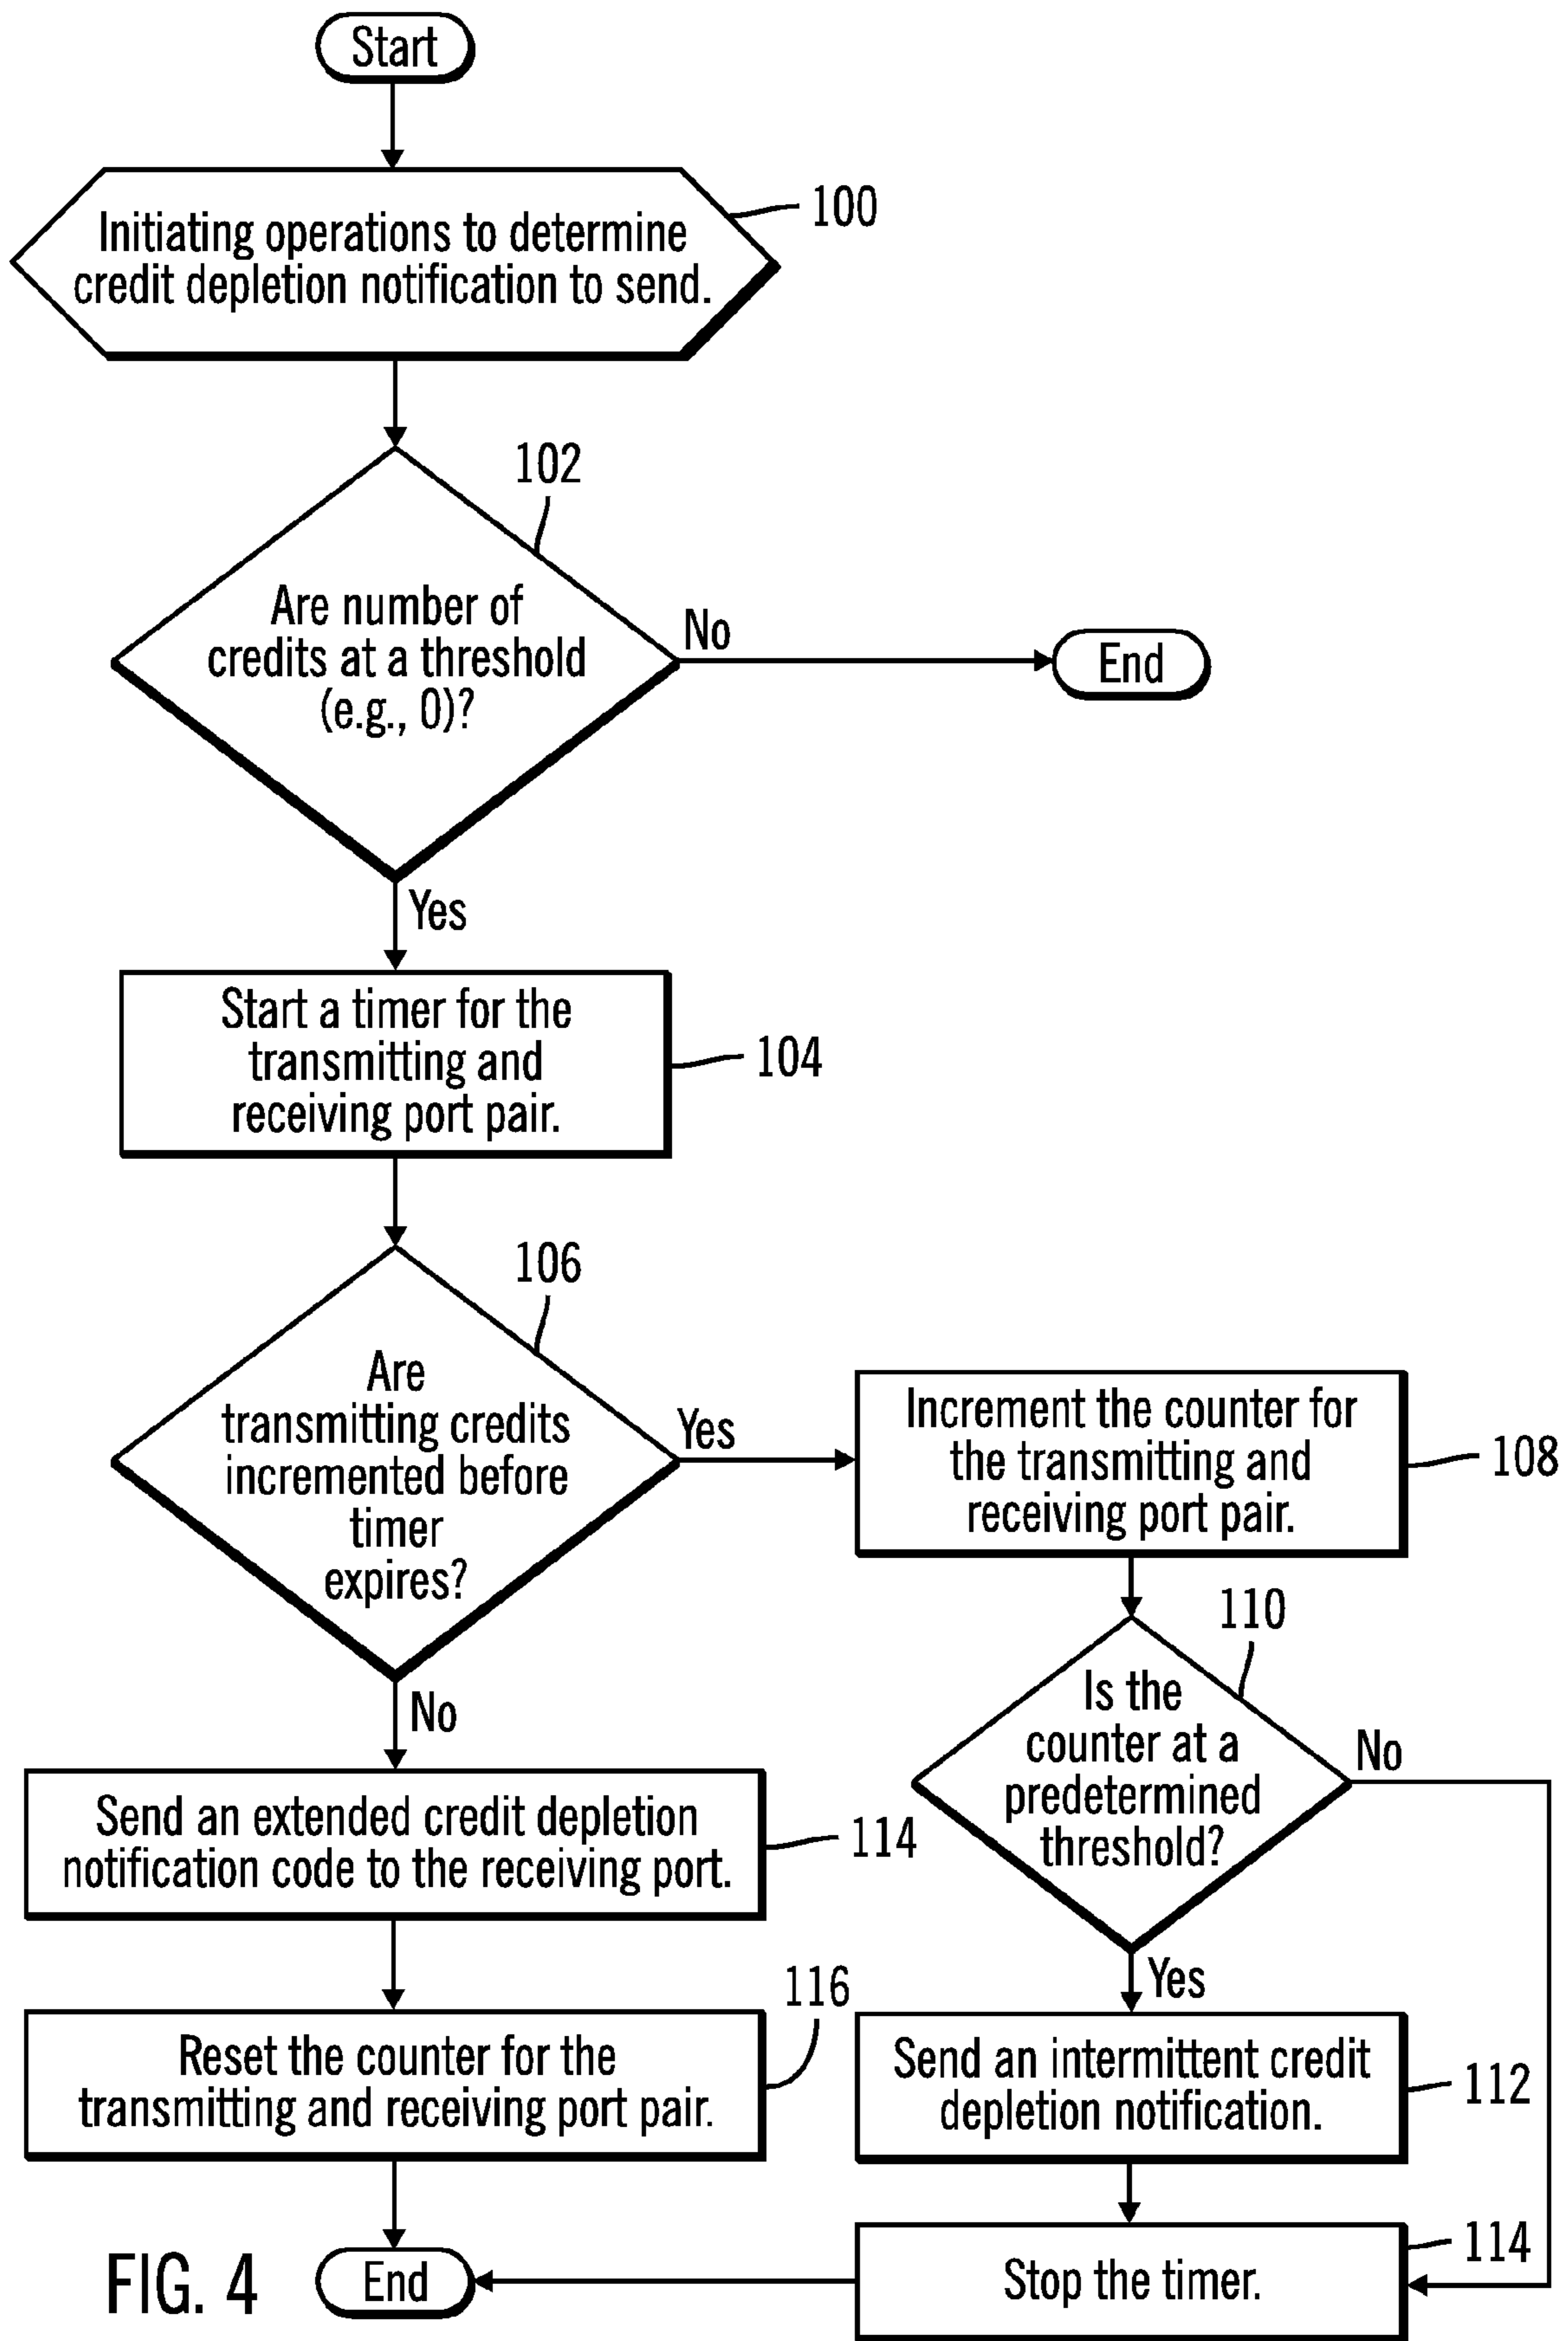 Start
Initiating operations to determine
credit depletion notification to send.
100
102
Are number of
credits at a threshold
(e.g., 0)?
No
End
Yes
Start a timer for the
transmitting and
receiving port pair.
104
106
Are
transmitting credits
incremented before
timer
expires?
Yes
Increment the counter for
the transmitting and
receiving port pair.
108
No
110
Is the
counter at a
predetermined
threshold?
No
Send an extended credit depletion
notification code to the receiving port.
114
Yes
116
Reset the counter for the
transmitting and receiving port pair.
Send an intermittent credit
depletion notification.
112
114
Stop the timer.
End
FIG. 4